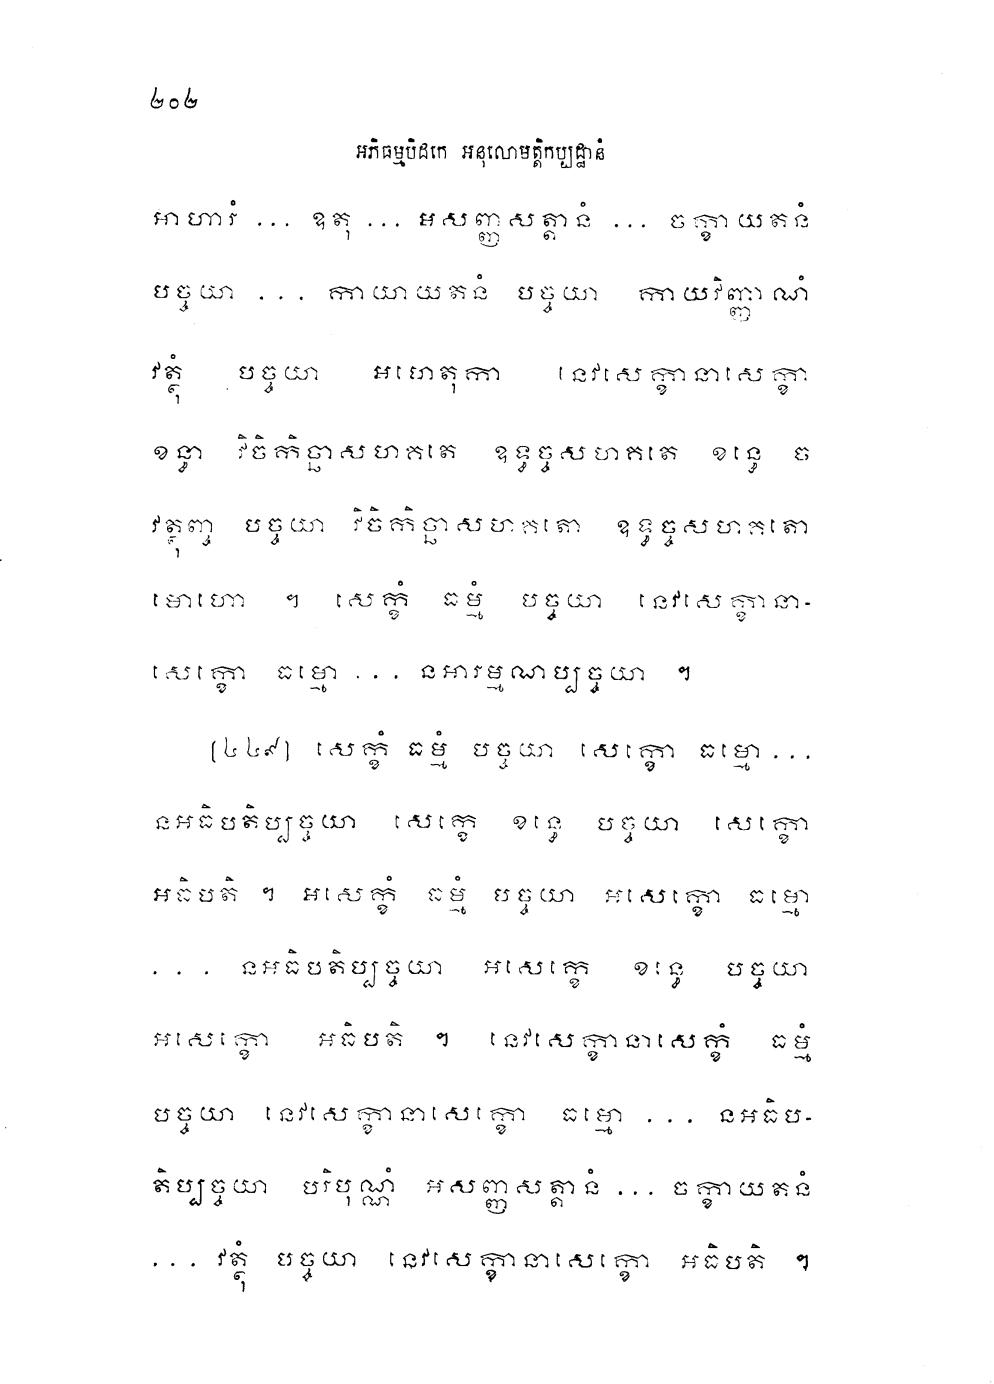 ២០២
អភិធម្មបិដកេ អនុលោមត្តិកប្បដ្ឋានំ
អាហារំ ... ឧតុ ... អសញ្ញសត្តានំ ... ចក្ខាយតនំ
បច្ចយា ... កាយាយតនំ បច្ចយា កាយវិញ្ញាណំ
វត្ថុំ បច្ចយា អហេតុកា នេវសេក្ខានាសេក្ខា
ខន្ធា វិចិកិច្ឆាសហគតេ ឧទ្ធច្ចសហគតេ ខន្ធេ ច
វត្ថុញ្ច បច្ចយា វិចិកិច្ឆាសហគតោ ឧទ្ធច្ចសហគតោ
មោហោ ។ សេក្ខំ ធម្មំ បច្ចយា នេវសេក្ខានា-
សេក្ខោ ធម្មោ ... នអារម្មណប្បច្ចយា ។
(៤៤៩) សេក្ខំ ធម្មំ បច្ចយា សេក្ខោ ធម្មោ ...
នអធិបតិប្បច្ចយា សេក្ខេ ខន្ធេ បច្ចយា សេក្ខោ
អធិបតិ ។ អសេក្ខំ ធម្មំ បច្ចយា អសេក្ខោ ធម្មោ
... នអធិបតិប្បច្ចយា អសេក្ខេ ខន្ធេ បច្ចយា
អសេក្ខោ អធិបតិ ។ នេវសេក្ខានាសេក្ខំ ធម្មំ
បច្ចយា នេវសេក្ខានាសេក្ខោ ធម្មោ ... នអធិប-
តិប្បច្ចយា បរិបុណ្ណំ អសញ្ញសត្តានំ ... ចក្ខាយតនំ
... វត្ថុំ បច្ចយា នេវសេក្ខានាសេក្ខោ អធិបតិ ។